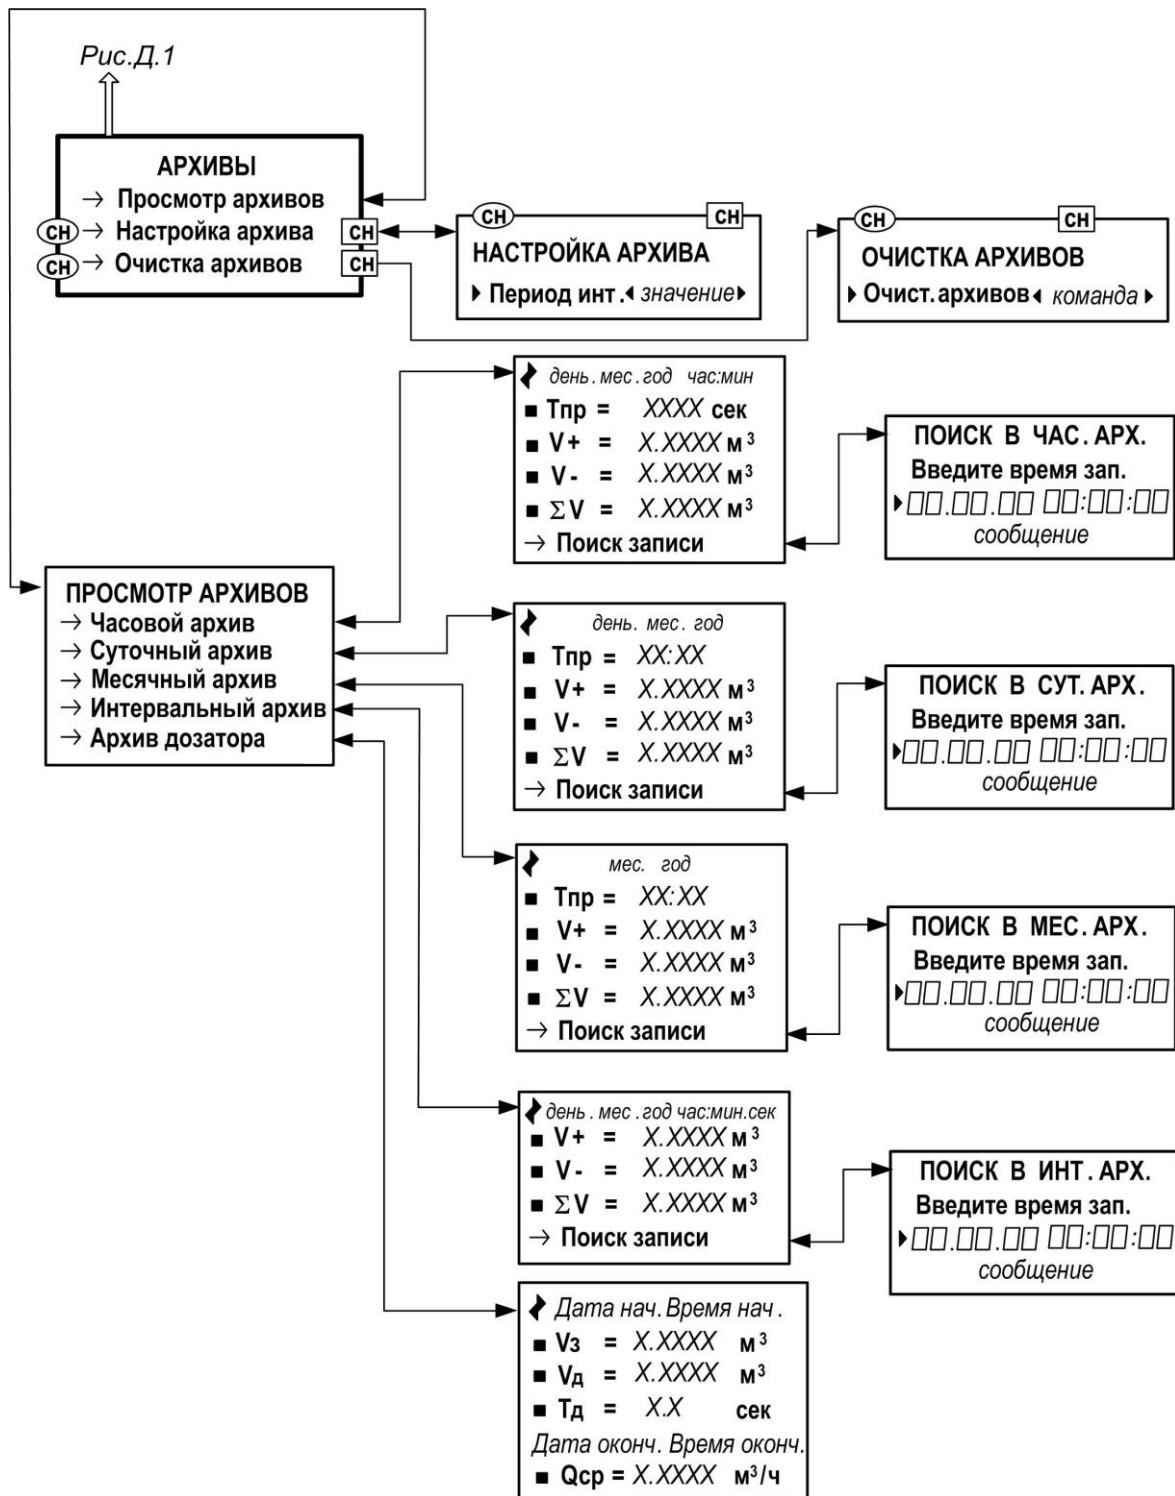 Рис.Д.1
АРХИВЫ
→ Просмотр архивов
СН → Настройка архива СН
СН → Очистка архивов СН
СН СН
НАСТРОЙКА АРХИВА
Период инт. значение
СН СН
ОЧИСТКА АРХИВОВ
Очист.архивов команда
ПРОСМОТР АРХИВОВ
→ Часовой архив
→ Суточный архив
→ Месячный архив
→ Интервальный архив
→ Архив дозатора
день.мес.год час:мин
Тпр = XXXX сек
V+ = X.XXXX м³
V- = X.XXXX м³
ΣV = X.XXXX м³
→ Поиск записи
ПОИСК В ЧАС. АРХ.
Введите время зап.
□□.□□.□□ □□:□□:□□
сообщение
день. мес. год
Тпр = XX:XX
V+ = X.XXXX м³
V- = X.XXXX м³
ΣV = X.XXXX м³
→ Поиск записи
ПОИСК В СУТ. АРХ.
Введите время зап.
□□.□□.□□ □□:□□:□□
сообщение
мес. год
Тпр = XX:XX
V+ = X.XXXX м³
V- = X.XXXX м³
ΣV = X.XXXX м³
→ Поиск записи
ПОИСК В МЕС. АРХ.
Введите время зап.
□□.□□.□□ □□:□□:□□
сообщение
день.мес.год час:мин.сек
V+ = X.XXXX м³
V- = X.XXXX м³
ΣV = X.XXXX м³
→ Поиск записи
ПОИСК В ИНТ. АРХ.
Введите время зап.
□□.□□.□□ □□:□□:□□
сообщение
Дата нач. Время нач.
Vз = X.XXXX м³
Vд = X.XXXX м³
Тд = X.X сек
Дата оконч. Время оконч.
Qср = X.XXXX м³/ч